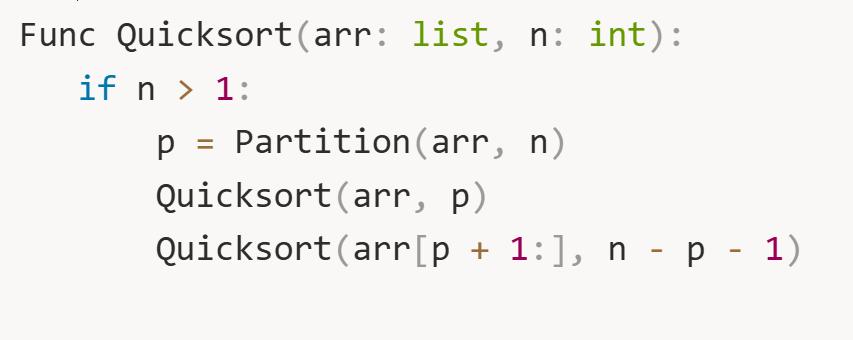 Func Quicksort(arr: list, n: int):
if n > 1:
p = Partition(arr, n)
Quicksort(arr, p)
Quicksort(arr[p + 1:], n - p - 1)